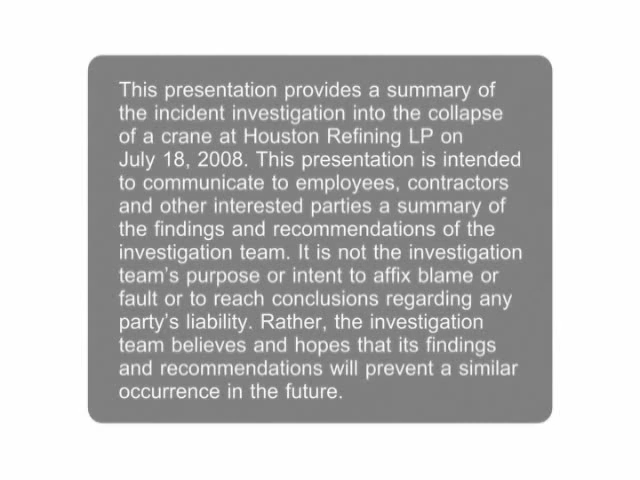 This presentation provides a summary of
the incident investigation into the collapse
of a crane at Houston Refining LP on
July 18, 2008. This presentation is intended
to communicate to employees, contractors
and other interested parties a summary of
the findings and recommendations of the
investigation team. It is not the investigation
team's purpose or intent to affix blame or
fault or to reach conclusions regarding any
party's liability. Rather, the investigation
team believes and hopes that its findings
and recommendations will prevent a similar
occurrence in the future.